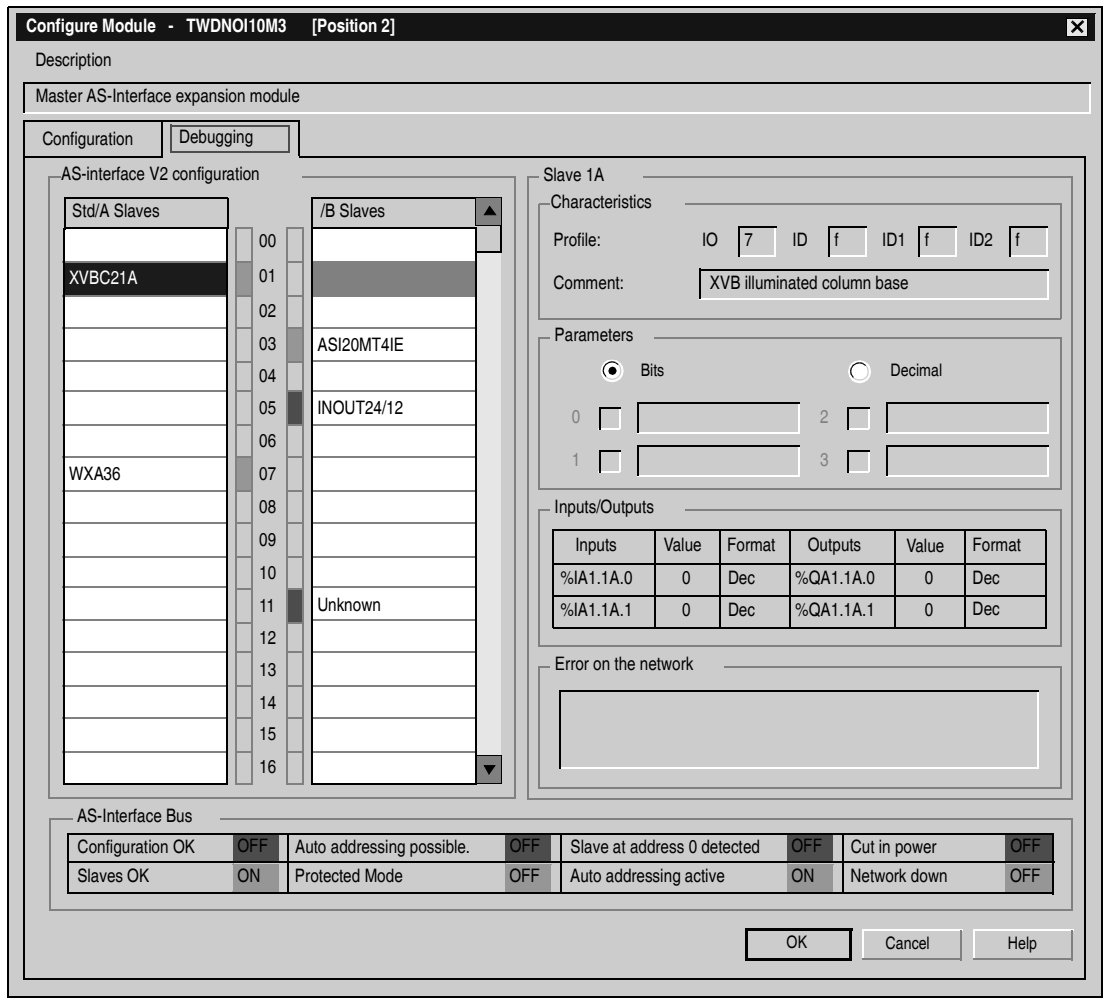 Configure Module - TWDNOI10M3 [Position 2]
Description
Master AS-Interface expansion module
Configuration Debugging
AS-interface V2 configuration
Std/A Slaves /B Slaves
00
XVBC21A 01
02
03 ASI20MT4IE
04
05 INOUT24/12
06
WXA36 07
08
09
10
11 Unknown
12
13
14
15
16
Slave 1A
Characteristics
Profile: IO 7 ID f ID1 f ID2 f
Comment: XVB illuminated column base
Parameters
Bits Decimal
0 2
1 3
Inputs/Outputs
Inputs Value Format Outputs Value Format
%IA1.1A.0 0 Dec %QA1.1A.0 0 Dec
%IA1.1A.1 0 Dec %QA1.1A.1 0 Dec
Error on the network
AS-Interface Bus
Configuration OK OFF Auto addressing possible. OFF Slave at address 0 detected OFF Cut in power OFF
Slaves OK ON Protected Mode OFF Auto addressing active ON Network down OFF
OK Cancel Help